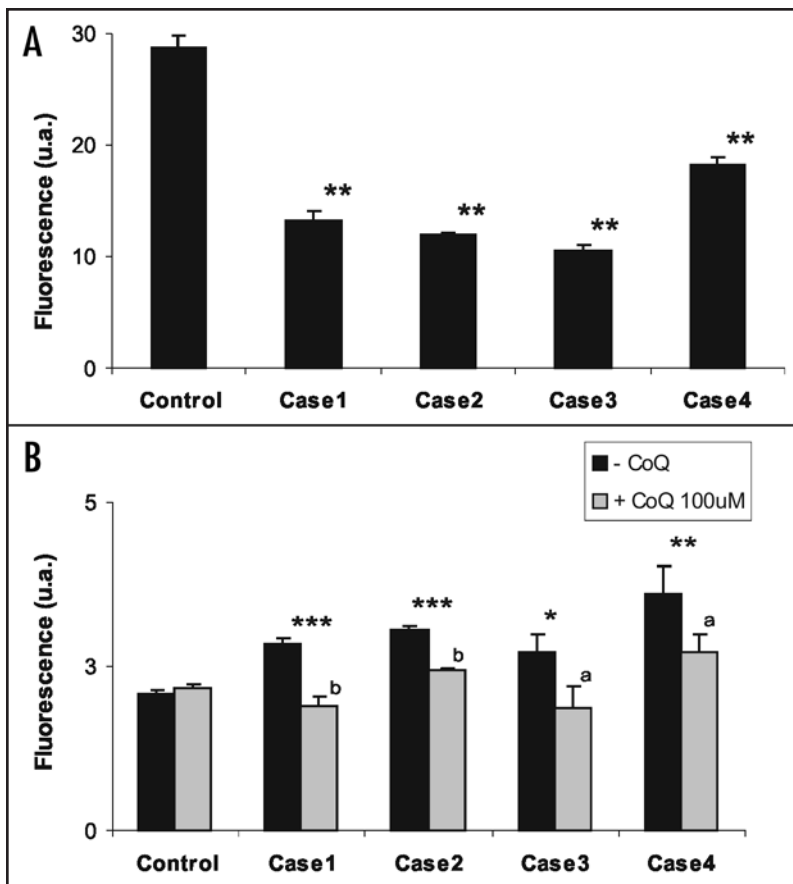 A
Fluorescence (u.a.)
30
20
10
0
**
**
**
**
Control Case1 Case2 Case3 Case4
B
- CoQ
+ CoQ 100uM
Fluorescence (u.a.)
5
3
0
***
***
*
**
b
b
a
a
Control Case1 Case2 Case3 Case4